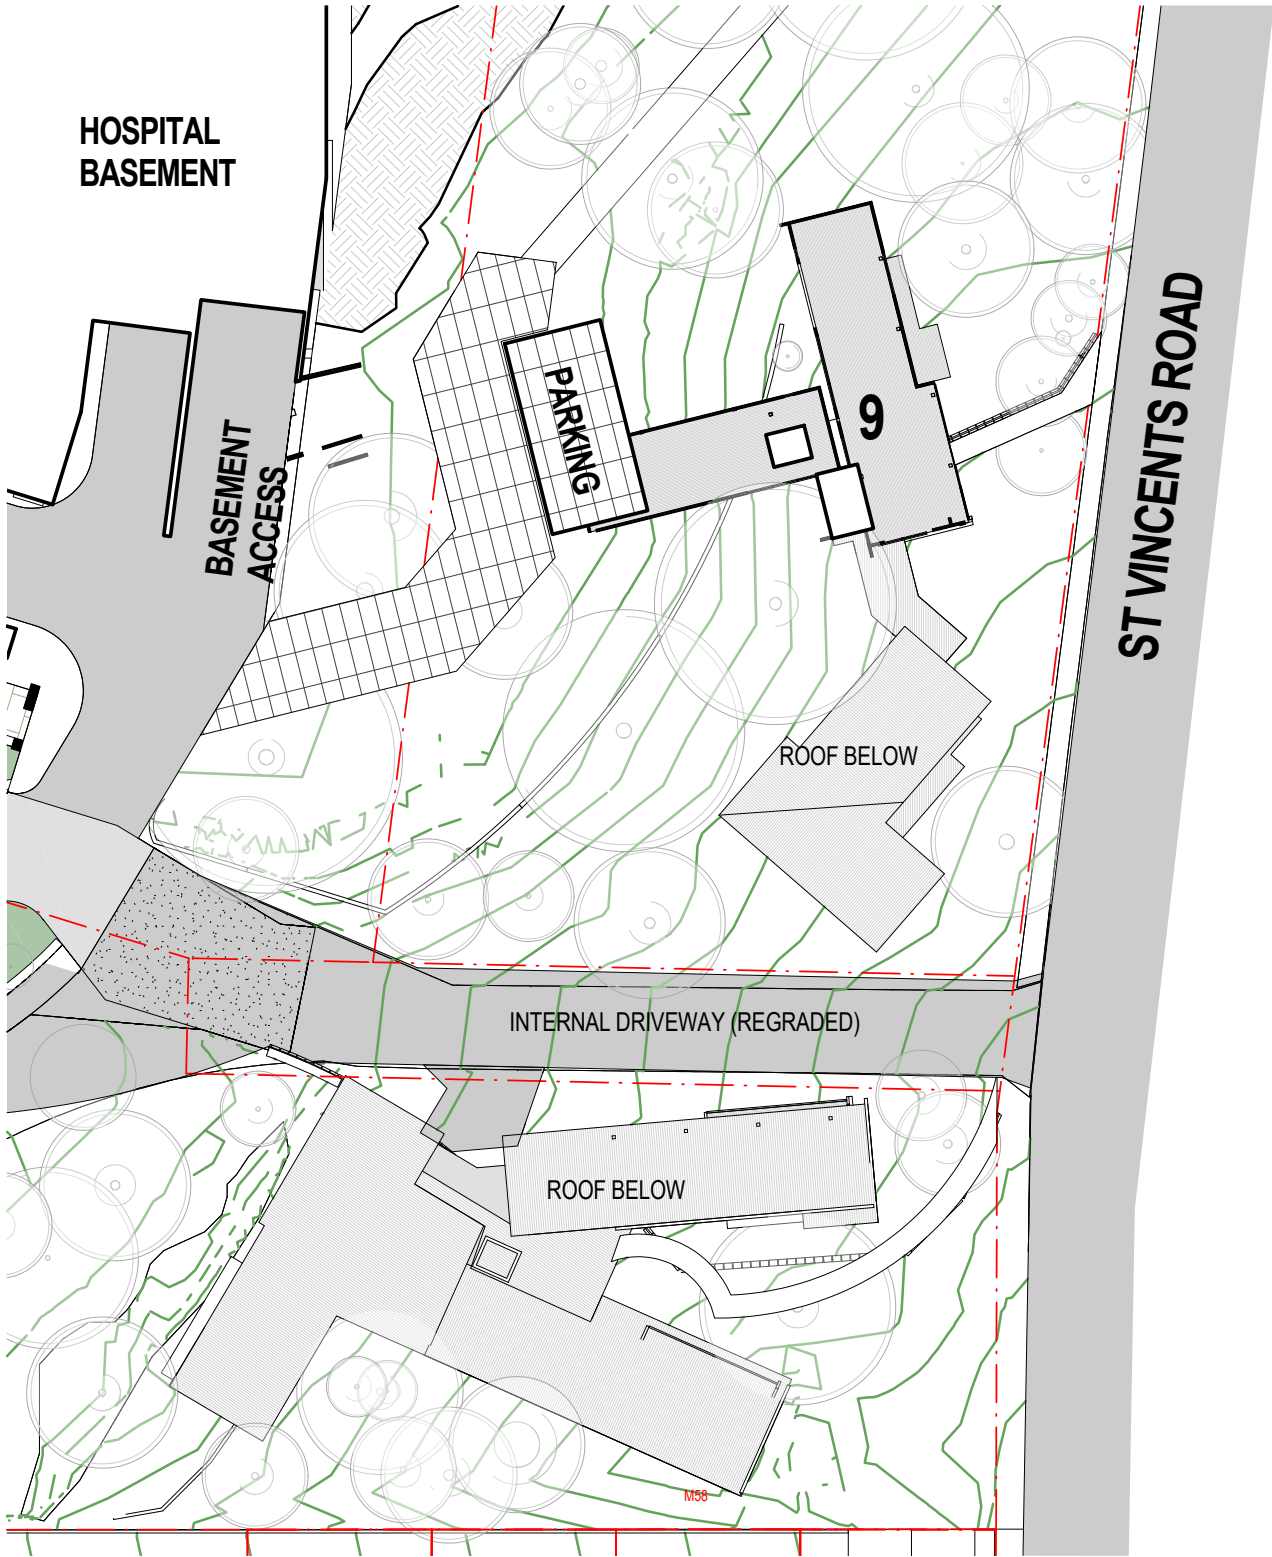 HOSPITAL
BASEMENT
PARKING
9
BASEMENT
ACCESS
ST VINCENTS ROAD
ROOF BELOW
INTERNAL DRIVEWAY (REGRADED)
ROOF BELOW
M58